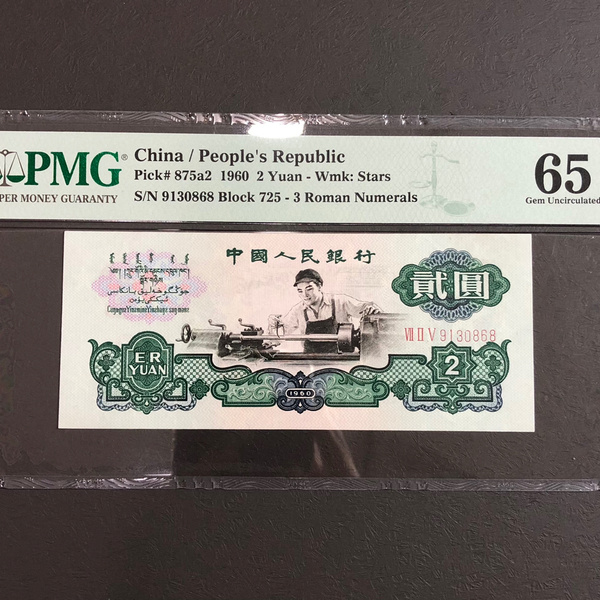 PMG®
PER MONEY GUARANTY
China / People's Republic
Pick# 875a2 1960 2 Yuan - Wmk: Stars
S/N 9130868 Block 725 - 3 Roman Numerals
65
Gem Uncirculated
中國人民銀行
貳圓
VII II V 9130868
ER
YUAN
1960
2